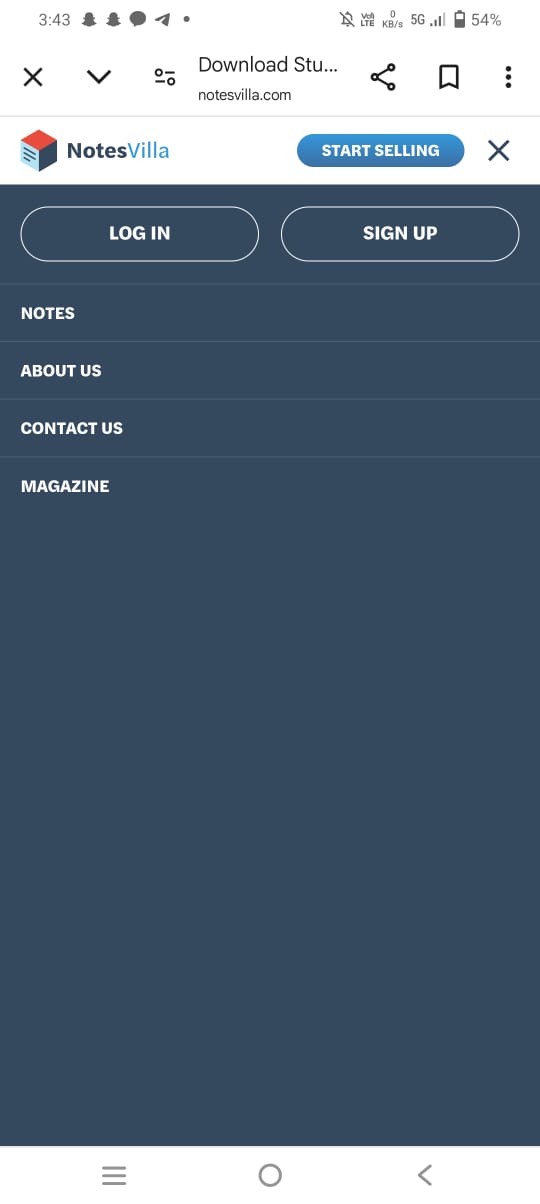 3:43 Vo) LTE 0 KB/s 5G 54%
Download Stu...
notesvilla.com
NotesVilla START SELLING
LOG IN SIGN UP
NOTES
ABOUT US
CONTACT US
MAGAZINE